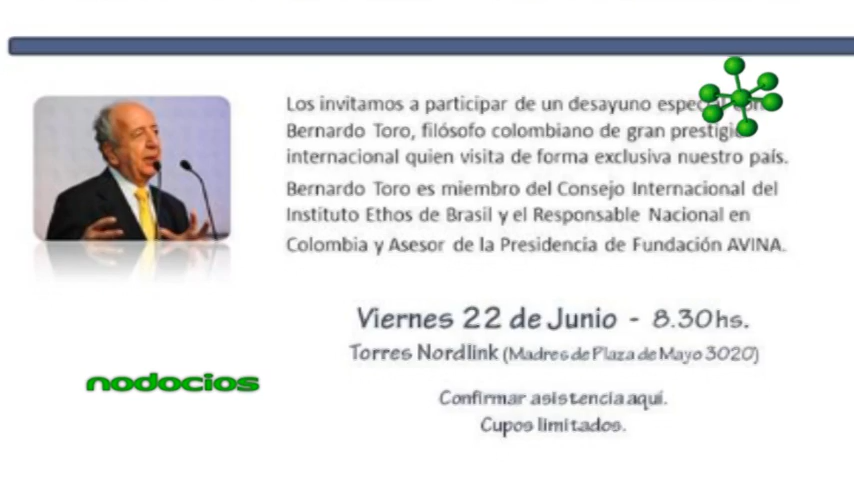 Los invitamos a participar de un desayuno especial con
Bernardo Toro, filósofo colombiano de gran prestigio
internacional quien visita de forma exclusiva nuestro país.
Bernardo Toro es miembro del Consejo Internacional del
Instituto Ethos de Brasil y el Responsable Nacional en
Colombia y Asesor de la Presidencia de Fundación AVINA.
Viernes 22 de Junio - 8.30hs.
Torres Nordlink (Madres de Plaza de Mayo 3020)
nodocios
Confirmar asistencia aquí.
Cupos limitados.